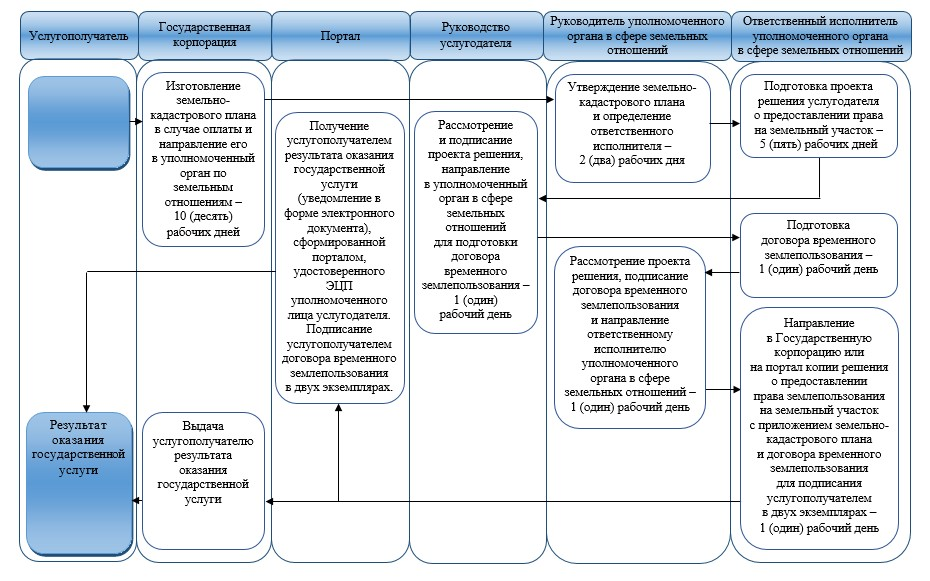 Услугополучатель
Государственная
корпорация
Портал
Руководство
услугодателя
Руководитель уполномоченного
органа в сфере земельных
отношений
Ответственный исполнитель
уполномоченного органа
в сфере земельных отношений
Изготовление
земельно-
кадастрового плана
в случае оплаты и
направление его
в уполномоченный
орган по
земельным
отношениям –
10 (десять)
рабочих дней
Получение
услугополучателем
результата оказания
государственной
услуги
(уведомление в
форме электронного
документа),
сформированной
порталом,
удостоверенного
ЭЦП
уполномоченного
лица услугодателя.
Подписание
услугополучателем
договора временного
землепользования
в двух экземплярах.
Рассмотрение
и подписание
проекта решения,
направление
в уполномоченный
орган в сфере
земельных
отношений
для подготовки
договора
временного
землепользования –
1 (один)
рабочий день
Утверждение земельно-
кадастрового плана
и определение
ответственного
исполнителя –
2 (два) рабочих дня
Подготовка проекта
решения услугодателя
о предоставлении права
на земельный участок –
5 (пять) рабочих дней
Подготовка
договора временного
землепользования –
1 (один) рабочий день
Рассмотрение проекта
решения, подписание
договора временного
землепользования
и направление
ответственному
исполнителю
уполномоченного
органа в сфере
земельных отношений –
1 (один) рабочий день
Направление
в Государственную
корпорацию или
на портал копии решения
о предоставлении
права землепользования
на земельный участок
с приложением земельно-
кадастрового плана
и договора временного
землепользования
для подписания
услугополучателем
в двух экземплярах –
1 (один) рабочий день
Результат
оказания
государственной
услуги
Выдача
услугополучателю
результата
оказания
государственной
услуги